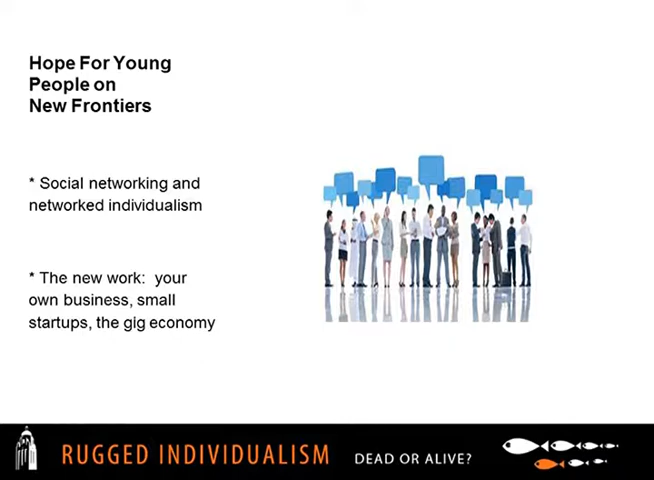 Hope For Young
People on
New Frontiers
* Social networking and
networked individualism
* The new work:  your
own business, small
startups, the gig economy
RUGGED INDIVIDUALISM DEAD OR ALIVE?